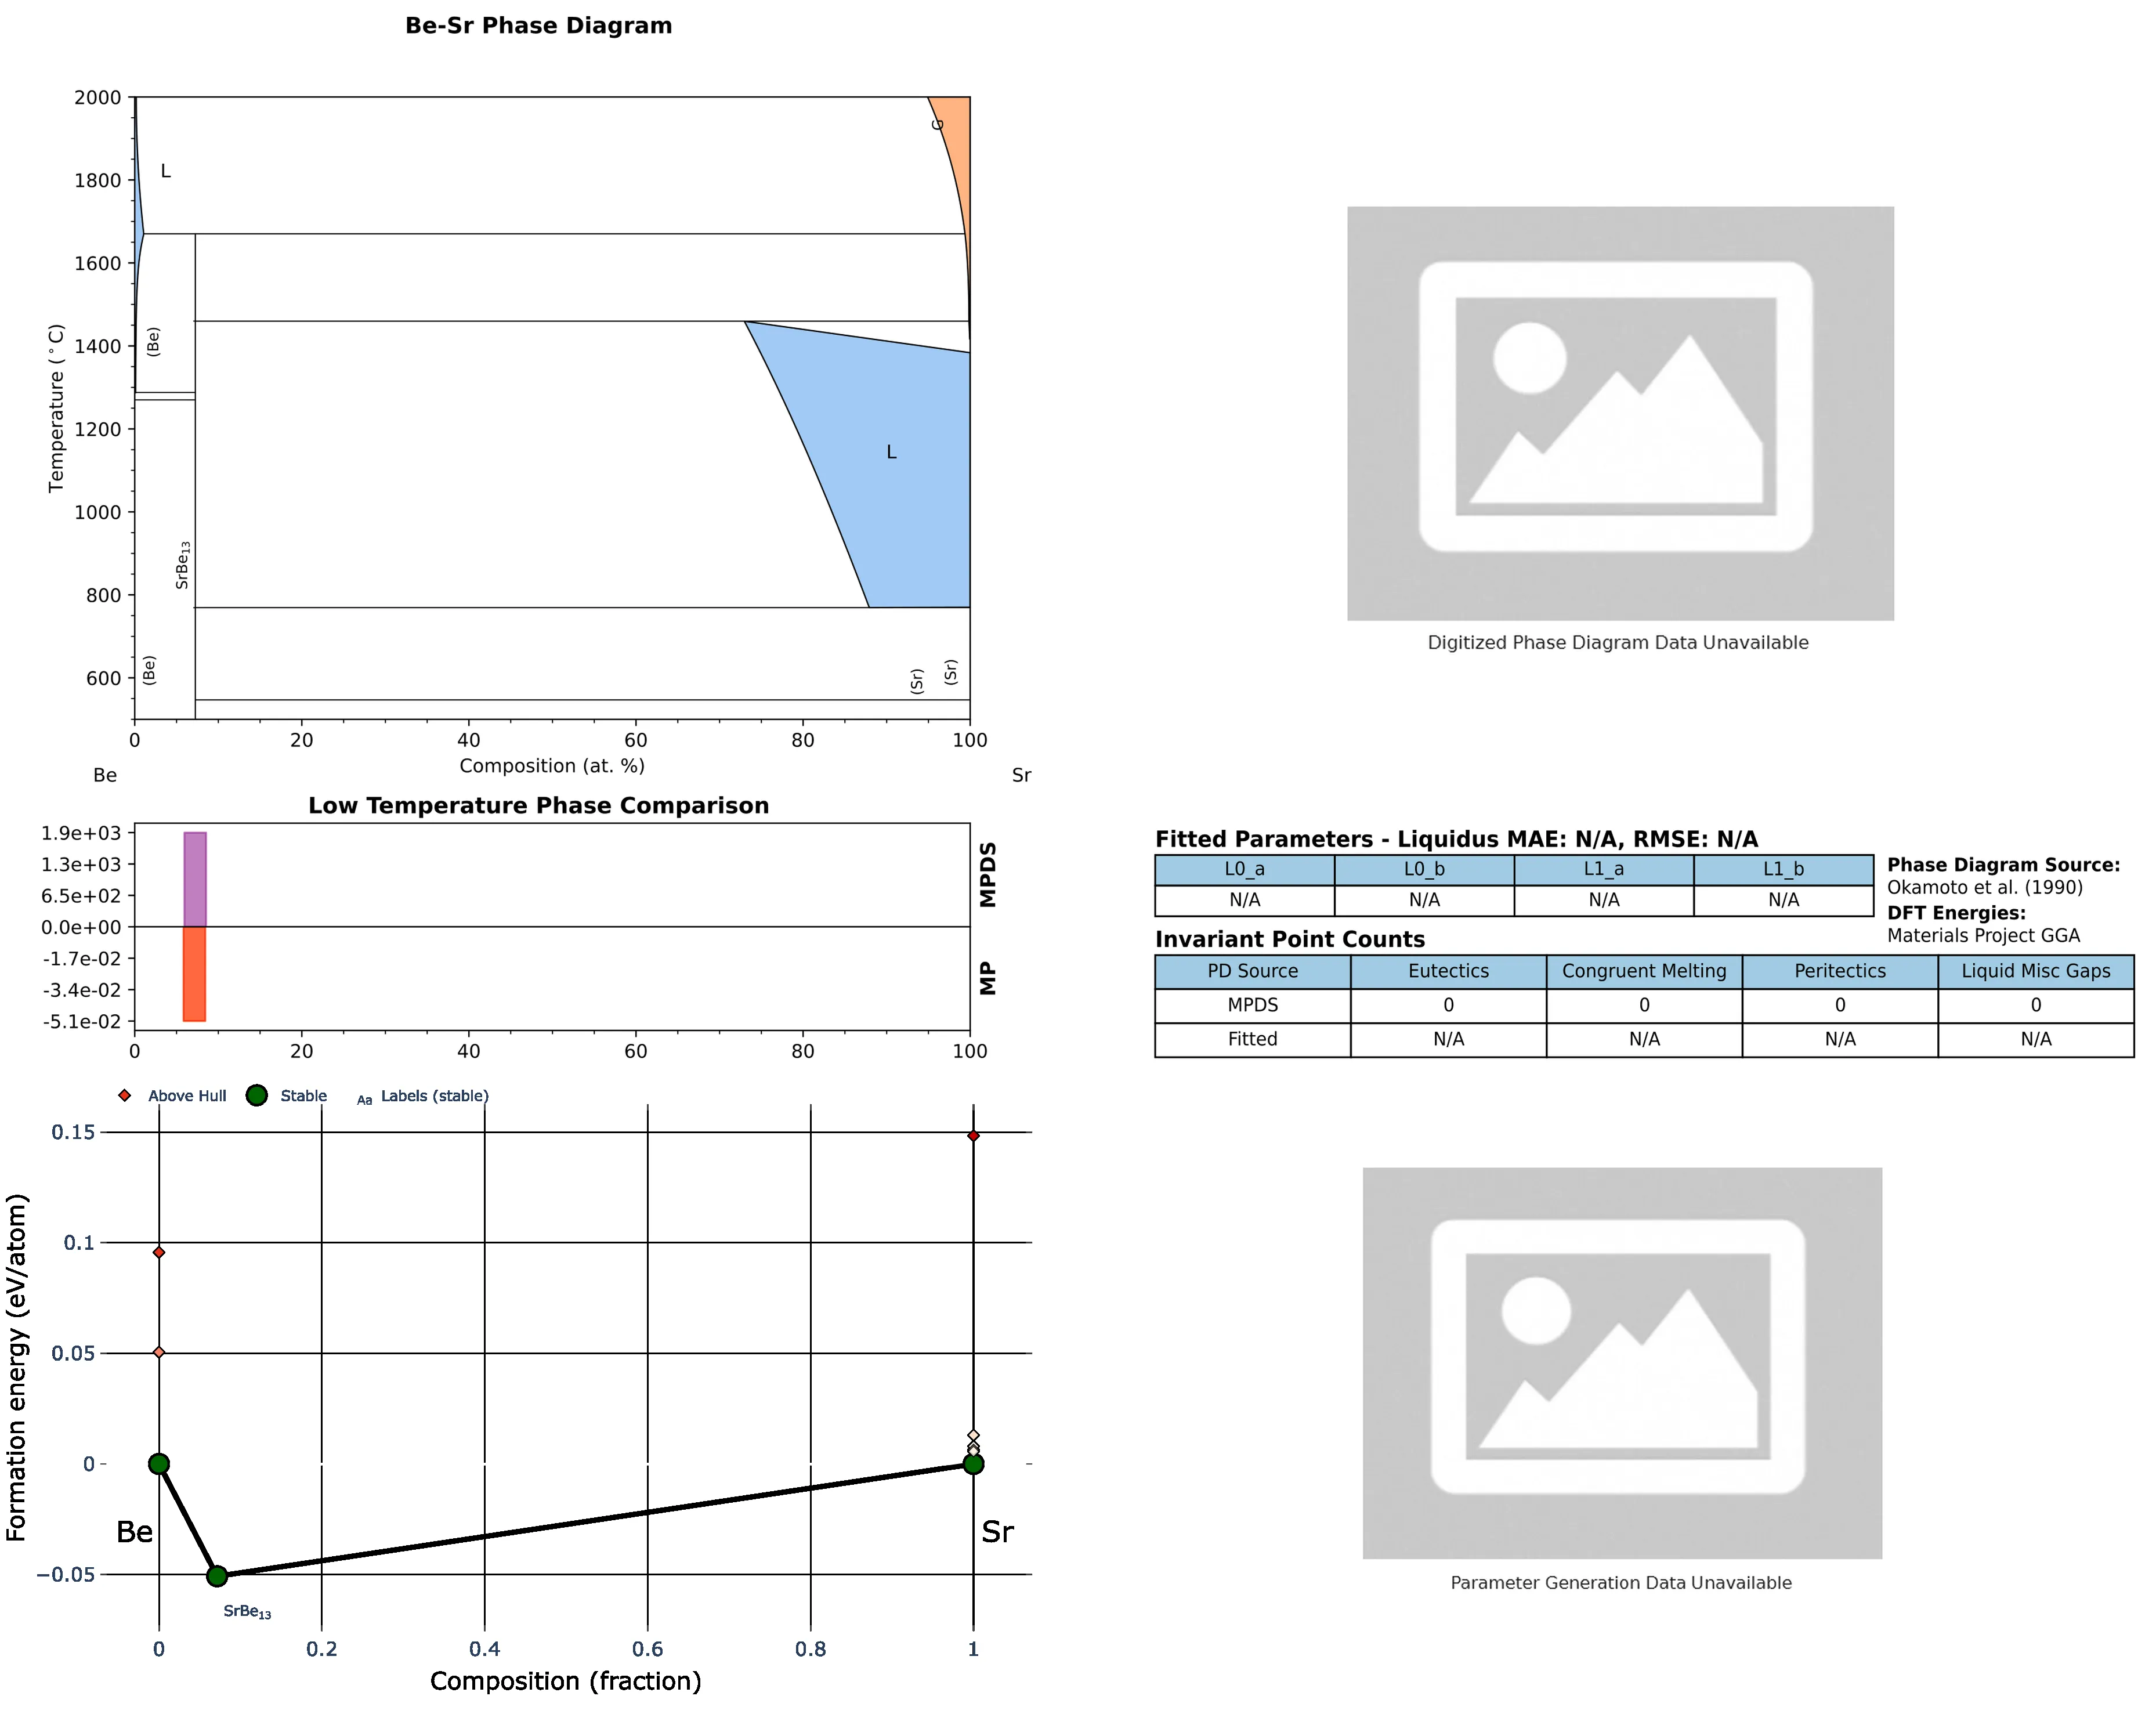 Be-Sr Phase Diagram
2000
1800
1600
1400
1200
1000
800
600
Temperature (°C)
L
G
(Be)
SrBe₁₃
L
(Be)
(Sr)
(Sr)
0 20 40 60 80 100
Composition (at. %)
Be Sr
Digitized Phase Diagram Data Unavailable
Low Temperature Phase Comparison
1.9e+03
1.3e+03
6.5e+02
0.0e+00
-1.7e-02
-3.4e-02
-5.1e-02
MPDS
MP
0 20 40 60 80 100
Fitted Parameters - Liquidus MAE: N/A, RMSE: N/A
L0_a L0_b L1_a L1_b
N/A N/A N/A N/A
Phase Diagram Source:
Okamoto et al. (1990)
DFT Energies:
Materials Project GGA
Invariant Point Counts
PD Source Eutectics Congruent Melting Peritectics Liquid Misc Gaps
MPDS 0 0 0 0
Fitted N/A N/A N/A N/A
Above Hull Stable Aa Labels (stable)
0.15
0.1
0.05
0
−0.05
Formation energy (eV/atom)
Be
Sr
SrBe₁₃
0 0.2 0.4 0.6 0.8 1
Composition (fraction)
Parameter Generation Data Unavailable